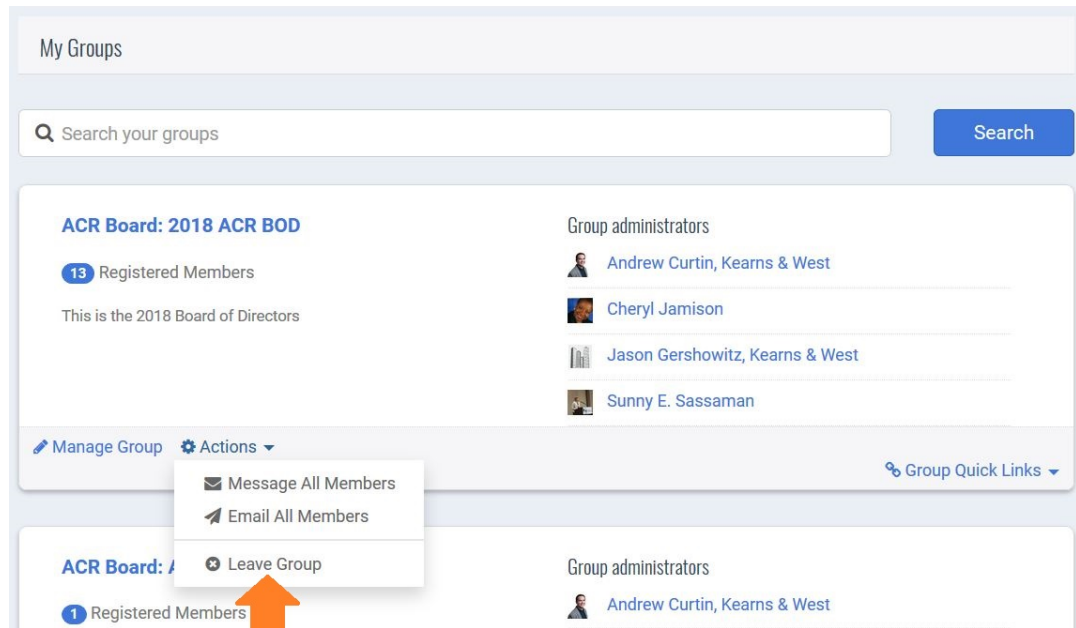 My Groups
Search your groups
Search
ACR Board: 2018 ACR BOD
13 Registered Members
This is the 2018 Board of Directors
Group administrators
Andrew Curtin, Kearns & West
Cheryl Jamison
Jason Gershowitz, Kearns & West
Sunny E. Sassaman
Manage Group
Actions
Group Quick Links
Message All Members
Email All Members
Leave Group
ACR Board:
1 Registered Members
Group administrators
Andrew Curtin, Kearns & West